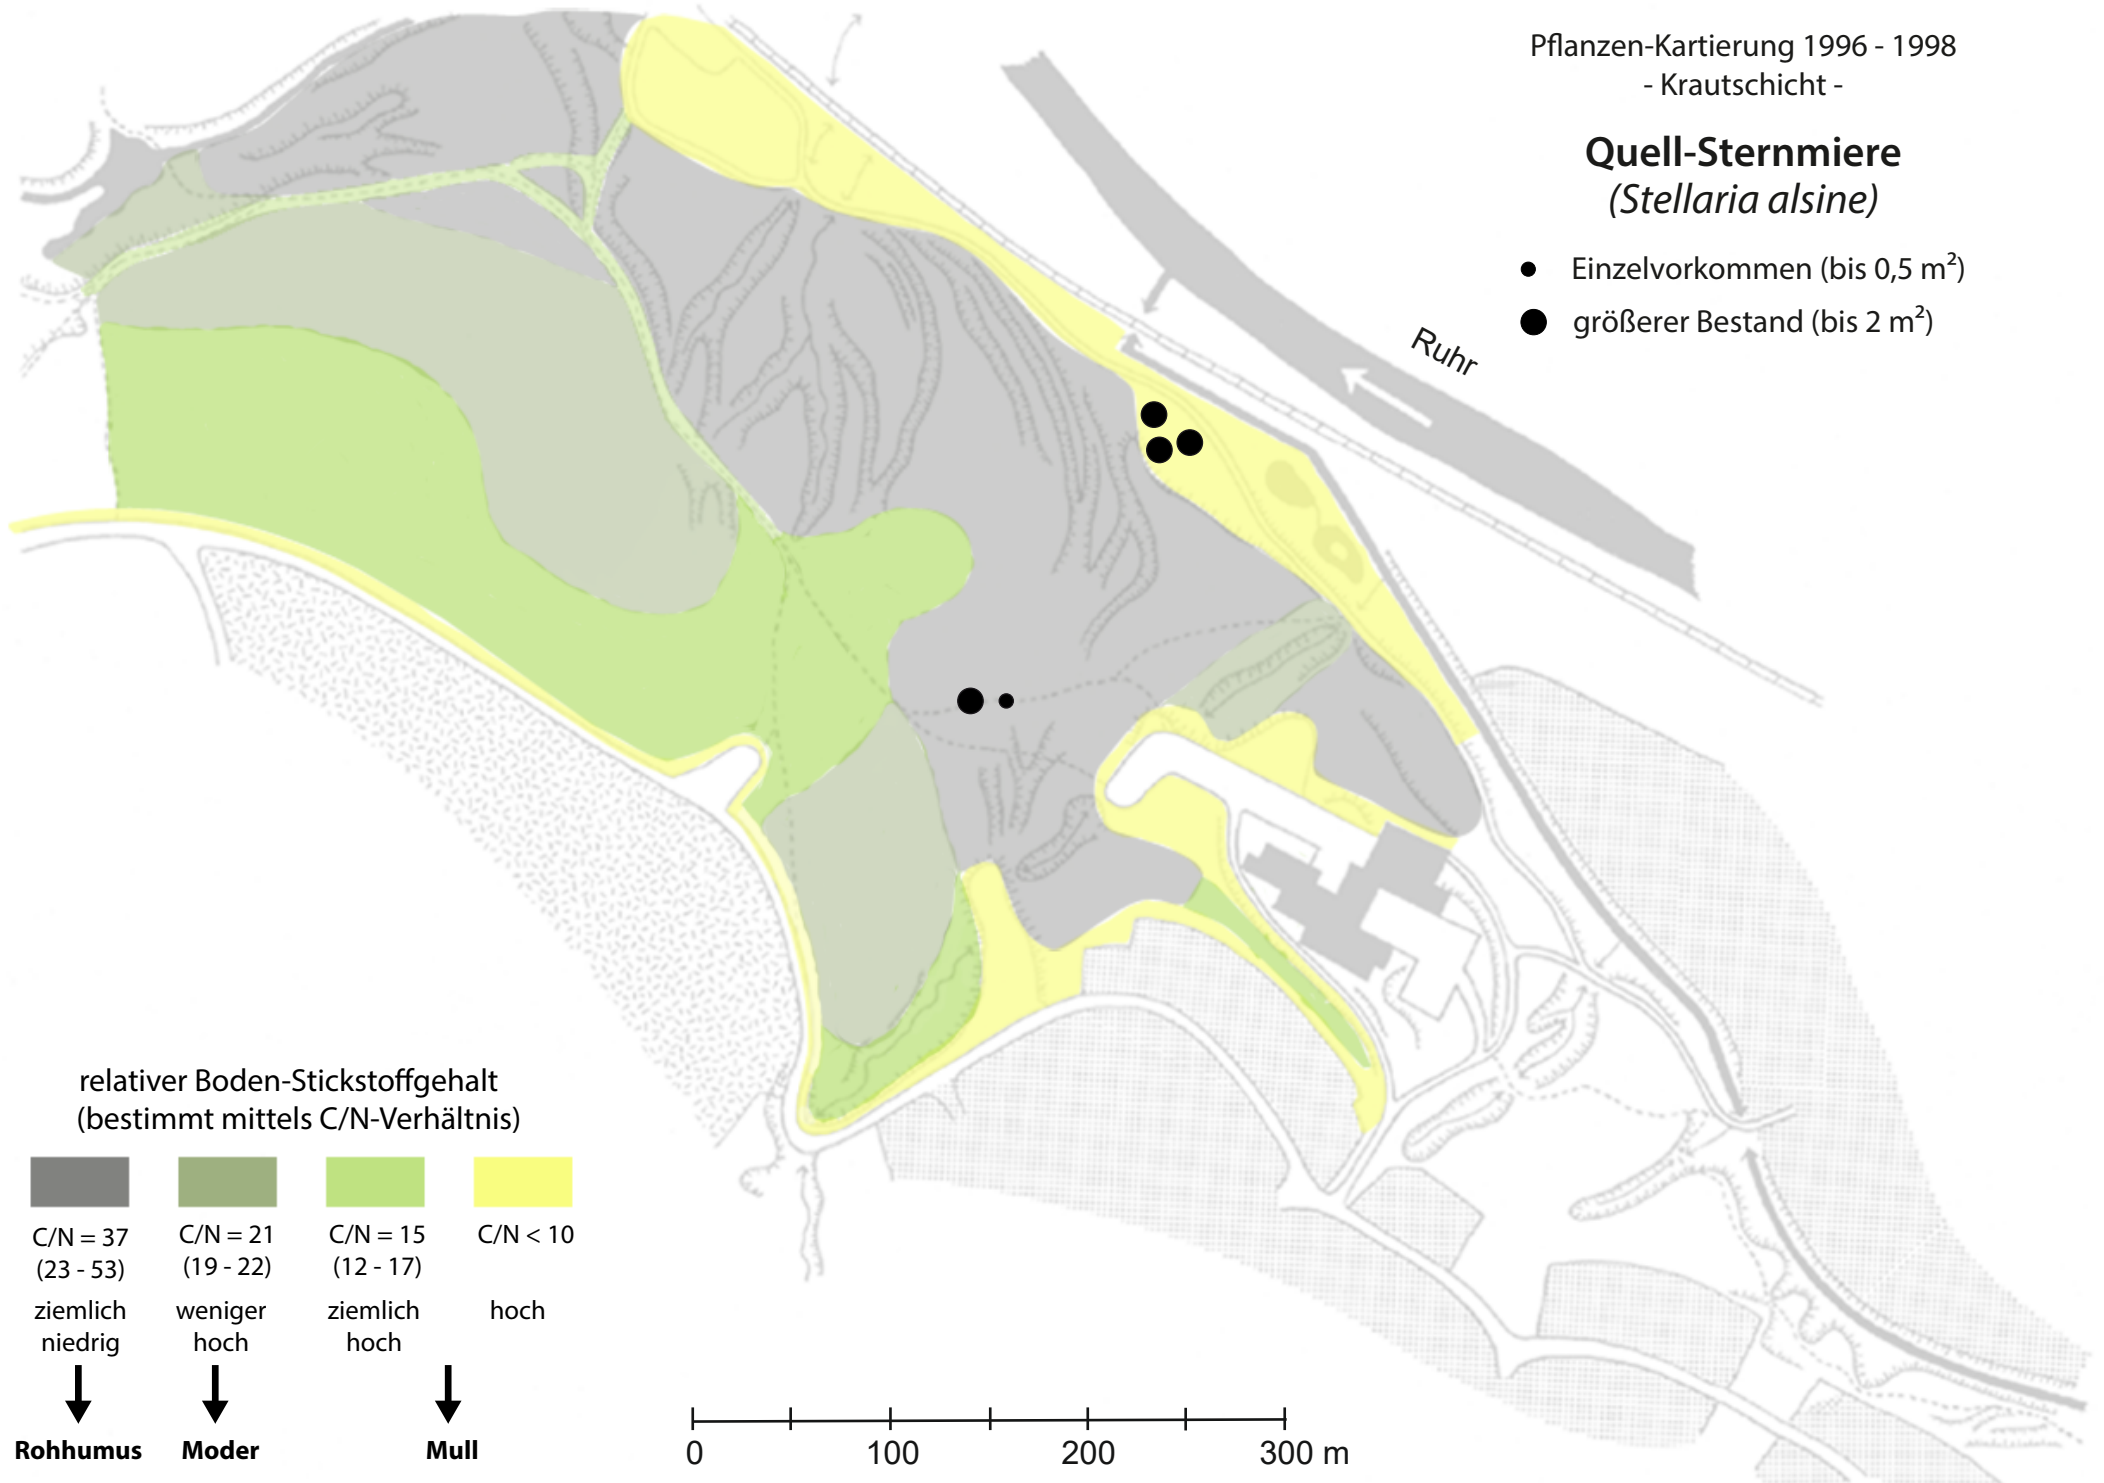 Pflanzen-Kartierung 1996 - 1998
- Krautschicht -
Quell-Sternmiere
(Stellaria alsine)
Einzelvorkommen (bis 0,5 m²)
größerer Bestand (bis 2 m²)
Ruhr
relativer Boden-Stickstoffgehalt
(bestimmt mittels C/N-Verhältnis)
C/N = 37 C/N = 21 C/N = 15 C/N < 10
(23 - 53) (19 - 22) (12 - 17)
ziemlich weniger ziemlich hoch
niedrig hoch hoch
Rohhumus Moder Mull
0 100 200 300 m